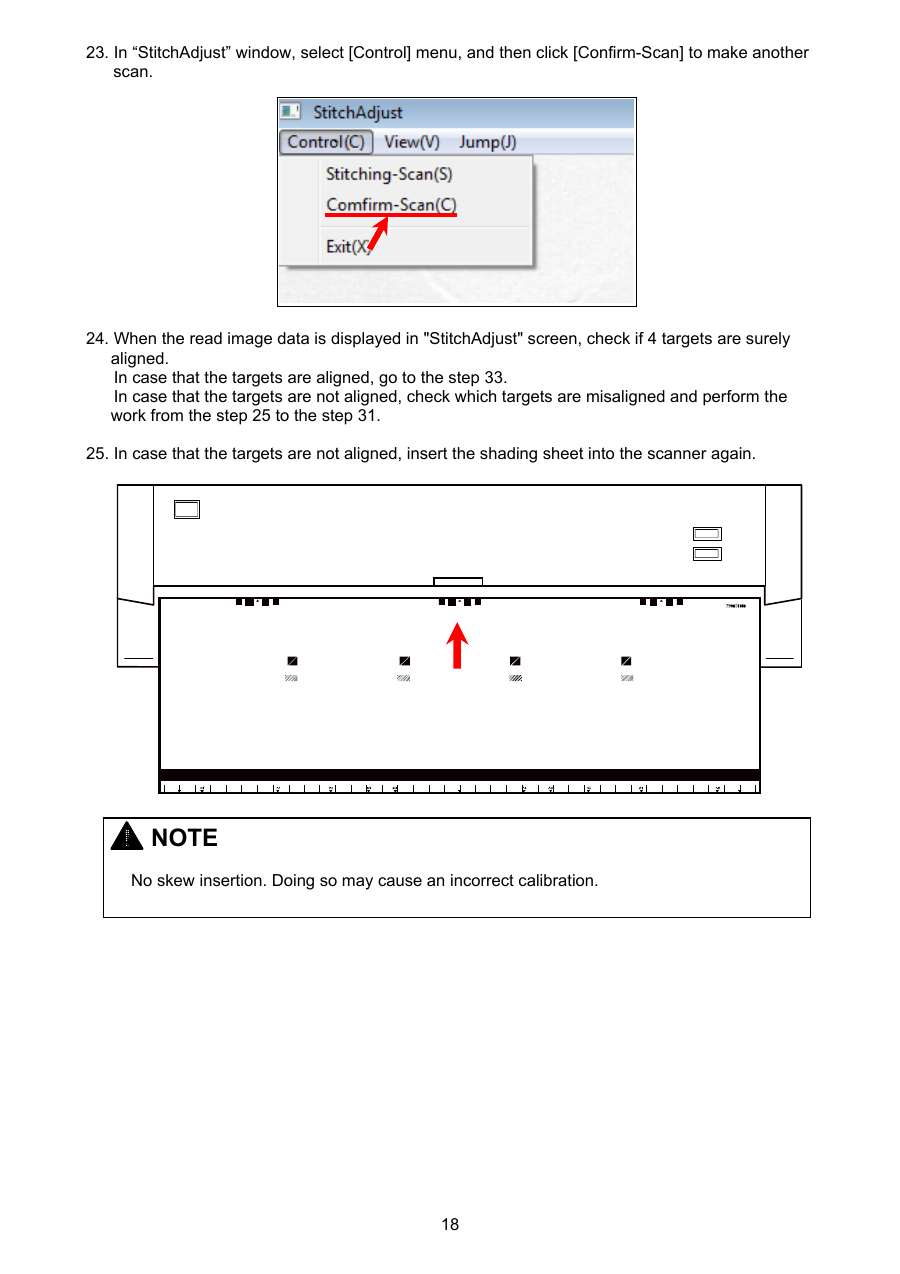 23. In “StitchAdjust” window, select [Control] menu, and then click [Confirm-Scan] to make another
scan.
StitchAdjust
Control(C) View(V) Jump(J)
Stitching-Scan(S)
Comfirm-Scan(C)
Exit(X)
24. When the read image data is displayed in "StitchAdjust" screen, check if 4 targets are surely
aligned.
In case that the targets are aligned, go to the step 33.
In case that the targets are not aligned, check which targets are misaligned and perform the
work from the step 25 to the step 31.
25. In case that the targets are not aligned, insert the shading sheet into the scanner again.
NOTE
No skew insertion. Doing so may cause an incorrect calibration.
18